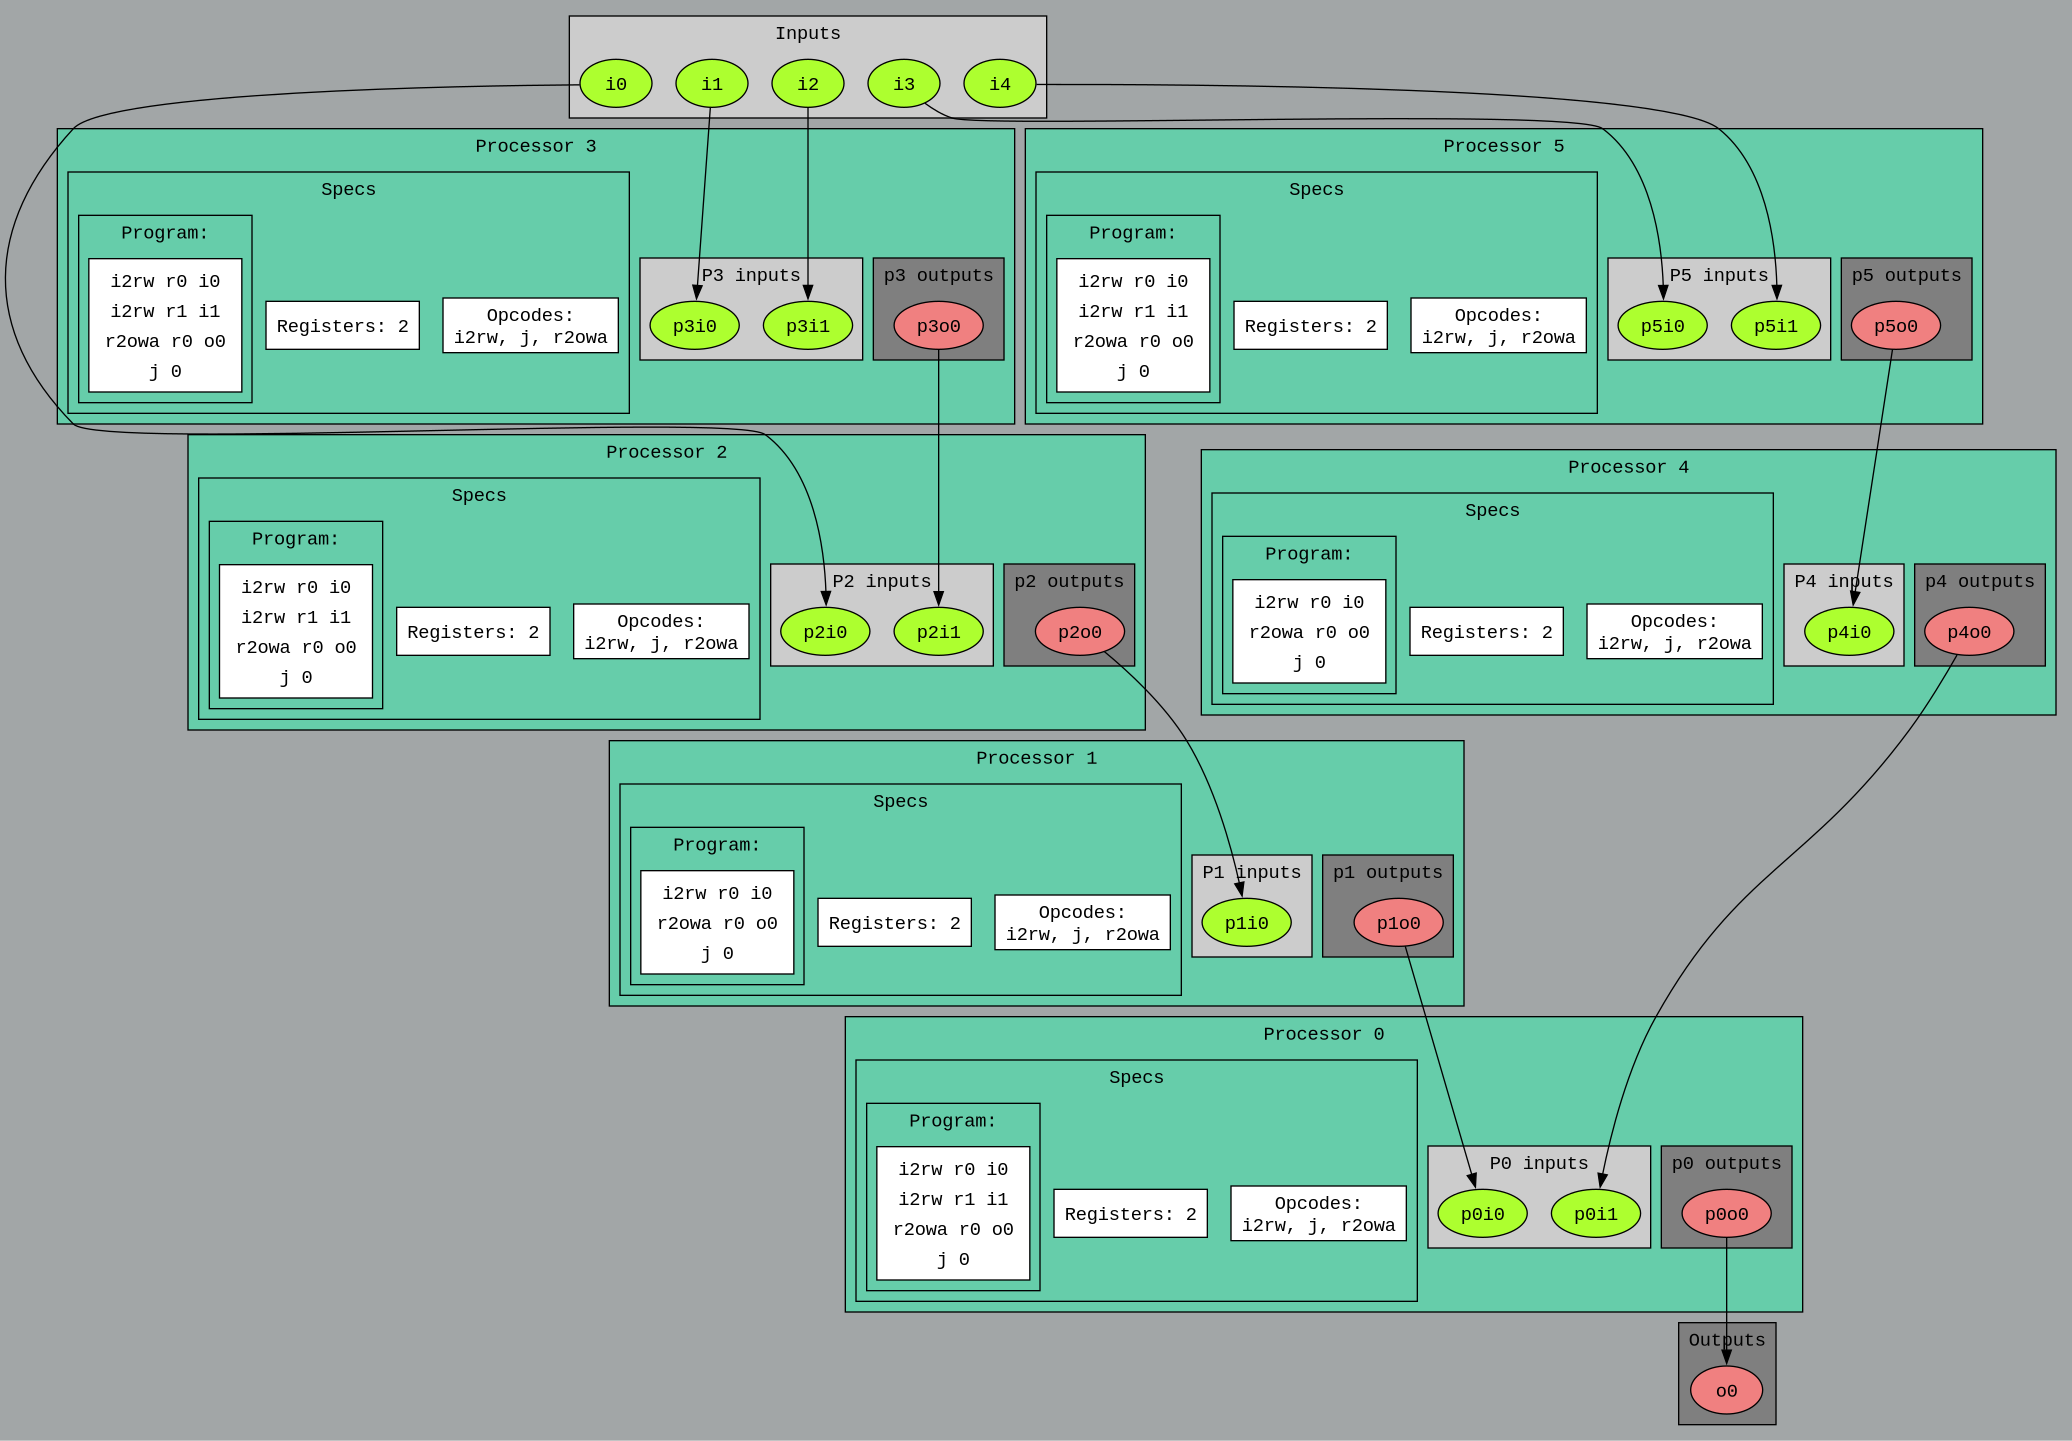 Inputs
i0
i1
i2
i3
i4
Processor 3
Specs
Program:
i2rw r0 i0
i2rw r1 i1
r2owa r0 o0
j 0
Registers: 2
Opcodes:
i2rw, j, r2owa
P3 inputs
p3i0
p3i1
p3 outputs
p3o0
Processor 5
Specs
Program:
i2rw r0 i0
i2rw r1 i1
r2owa r0 o0
j 0
Registers: 2
Opcodes:
i2rw, j, r2owa
P5 inputs
p5i0
p5i1
p5 outputs
p5o0
Processor 2
Specs
Program:
i2rw r0 i0
i2rw r1 i1
r2owa r0 o0
j 0
Registers: 2
Opcodes:
i2rw, j, r2owa
P2 inputs
p2i0
p2i1
p2 outputs
p2o0
Processor 4
Specs
Program:
i2rw r0 i0
r2owa r0 o0
j 0
Registers: 2
Opcodes:
i2rw, j, r2owa
P4 inputs
p4i0
p4 outputs
p4o0
Processor 1
Specs
Program:
i2rw r0 i0
r2owa r0 o0
j 0
Registers: 2
Opcodes:
i2rw, j, r2owa
P1 inputs
p1i0
p1 outputs
p1o0
Processor 0
Specs
Program:
i2rw r0 i0
i2rw r1 i1
r2owa r0 o0
j 0
Registers: 2
Opcodes:
i2rw, j, r2owa
P0 inputs
p0i0
p0i1
p0 outputs
p0o0
Outputs
o0